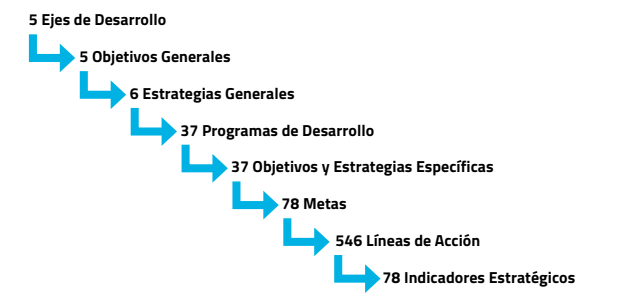 5 Ejes de Desarrollo
5 Objetivos Generales
6 Estrategias Generales
37 Programas de Desarrollo
37 Objetivos y Estrategias Específicas
78 Metas
546 Líneas de Acción
78 Indicadores Estratégicos